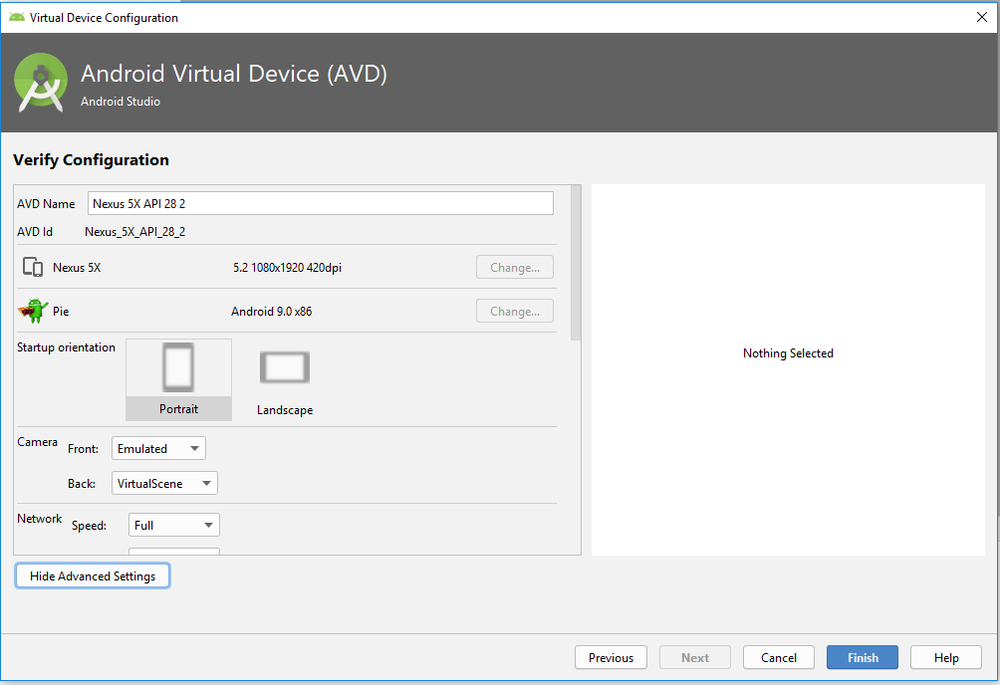 Virtual Device Configuration
Android Virtual Device (AVD)
Android Studio
Verify Configuration
AVD Name Nexus 5X API 28 2
AVD Id Nexus_5X_API_28_2
Nexus 5X 5.2 1080x1920 420dpi Change...
Pie Android 9.0 x86 Change...
Startup orientation
Portrait Landscape
Camera Front: Emulated
Back: VirtualScene
Network Speed: Full
Nothing Selected
Hide Advanced Settings
Previous Next Cancel Finish Help